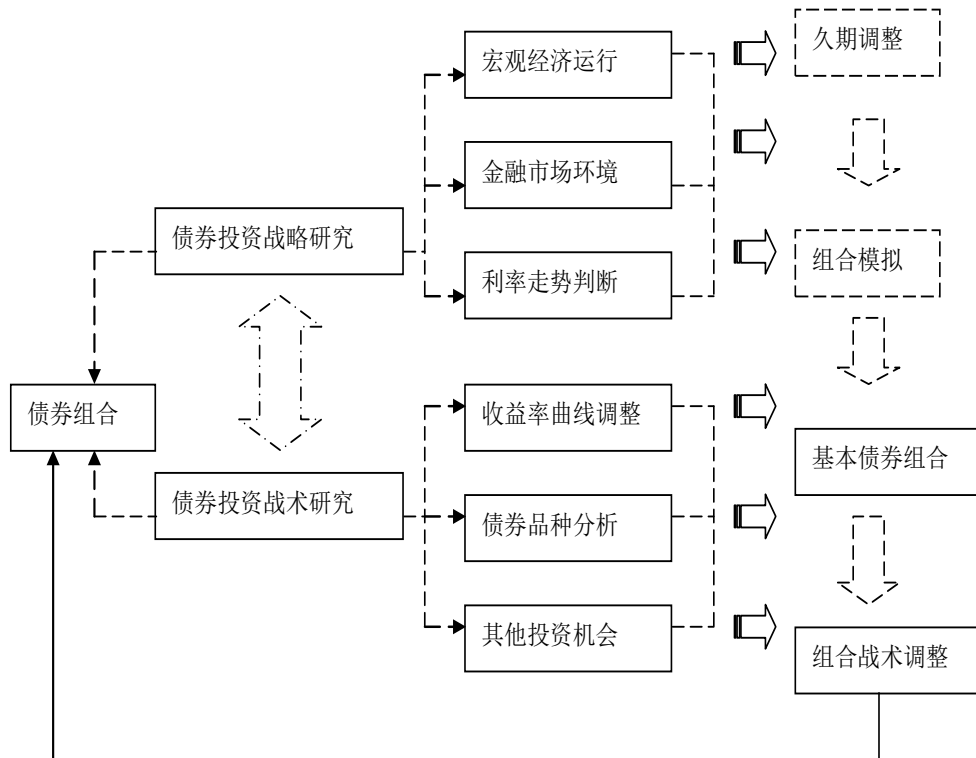 宏观经济运行
久期调整
金融市场环境
债券投资战略研究
组合模拟
利率走势判断
债券组合
收益率曲线调整
基本债券组合
债券投资战术研究
债券品种分析
其他投资机会
组合战术调整